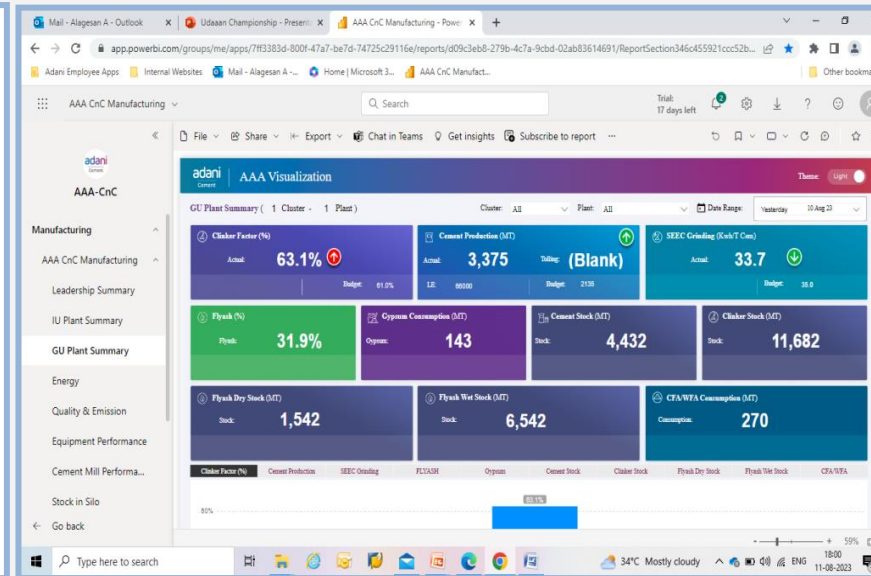 Mail - Alagesan A - Outlook
Udaan Championship - Present
AAA CnC Manufacturing - Power
app.powerbi.com/groups/me/apps/7ff3383d-800f-47a7-be7d-74725c29116e/reports/d09c3eb8-279b-4c7a-9cbd-02ab83614691/ReportSection346c455921ccc52b...
Adani Employee Apps Internal Websites Mail - Alagesan A -... Home | Microsoft 3... AAA CnC Manufact... Other bookma
AAA CnC Manufacturing
Search
Trial:
17 days left
2
File Share Export Chat in Teams Get insights Subscribe to report ...
adani
Cement
AAA-CnC
Manufacturing
AAA CnC Manufacturing
Leadership Summary
IU Plant Summary
GU Plant Summary
Energy
Quality & Emission
Equipment Performance
Cement Mill Performa...
Stock in Silo
Go back
adani
Cement
AAA Visualization
Theme: Light
GU Plant Summary ( 1 Cluster - 1 Plant )
Cluster: All Plant: All Date Range: Yesterday 10 Aug 23
Clinker Factor (%)
Actual: 63.1%
Budget: 61.0%
Cement Production (MT)
Actual: 3,375 Tolling: (Blank)
LE: 66000 Budget: 2135
SEEC Grinding (Kwh/T Cem)
Actual: 33.7
Budget: 35.0
Flyash (%)
Flyash: 31.9%
Gypsum Consumption (MT)
Gypsum: 143
Cement Stock (MT)
Stock: 4,432
Clinker Stock (MT)
Stock: 11,682
Flyash Dry Stock (MT)
Stock: 1,542
Flyash Wet Stock (MT)
Stock: 6,542
CFA/WFA Consumption (MT)
Consumption: 270
Clinker Factor (%) Cement Production SEEC Grinding FLYASH Gypsum Cement Stock Clinker Stock Flyash Dry Stock Flyash Wet Stock CFA/WFA
63.1%
60%
59%
Type here to search
34°C Mostly cloudy
ENG
18:00
11-08-2023